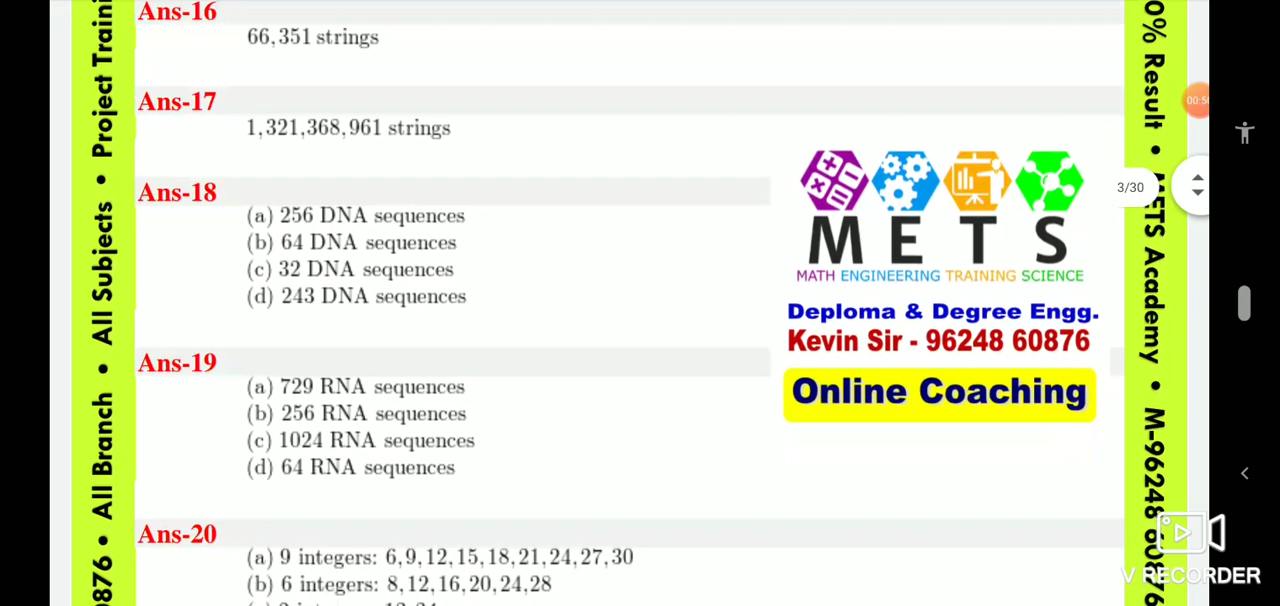 Ans-16
66,351 strings
Ans-17
1,321,368,961 strings
Ans-18
(a) 256 DNA sequences
(b) 64 DNA sequences
(c) 32 DNA sequences
(d) 243 DNA sequences
Ans-19
(a) 729 RNA sequences
(b) 256 RNA sequences
(c) 1024 RNA sequences
(d) 64 RNA sequences
Ans-20
(a) 9 integers: 6,9,12,15,18,21,24,27,30
(b) 6 integers: 8,12,16,20,24,28
METS
MATH ENGINEERING TRAINING SCIENCE
Deploma & Degree Engg.
Kevin Sir - 96248 60876
Online Coaching
0876 • All Branch • All Subjects • Project Traini
0% Result • METS Academy • M-96248 60876
3/30
00:50
V RECORDER